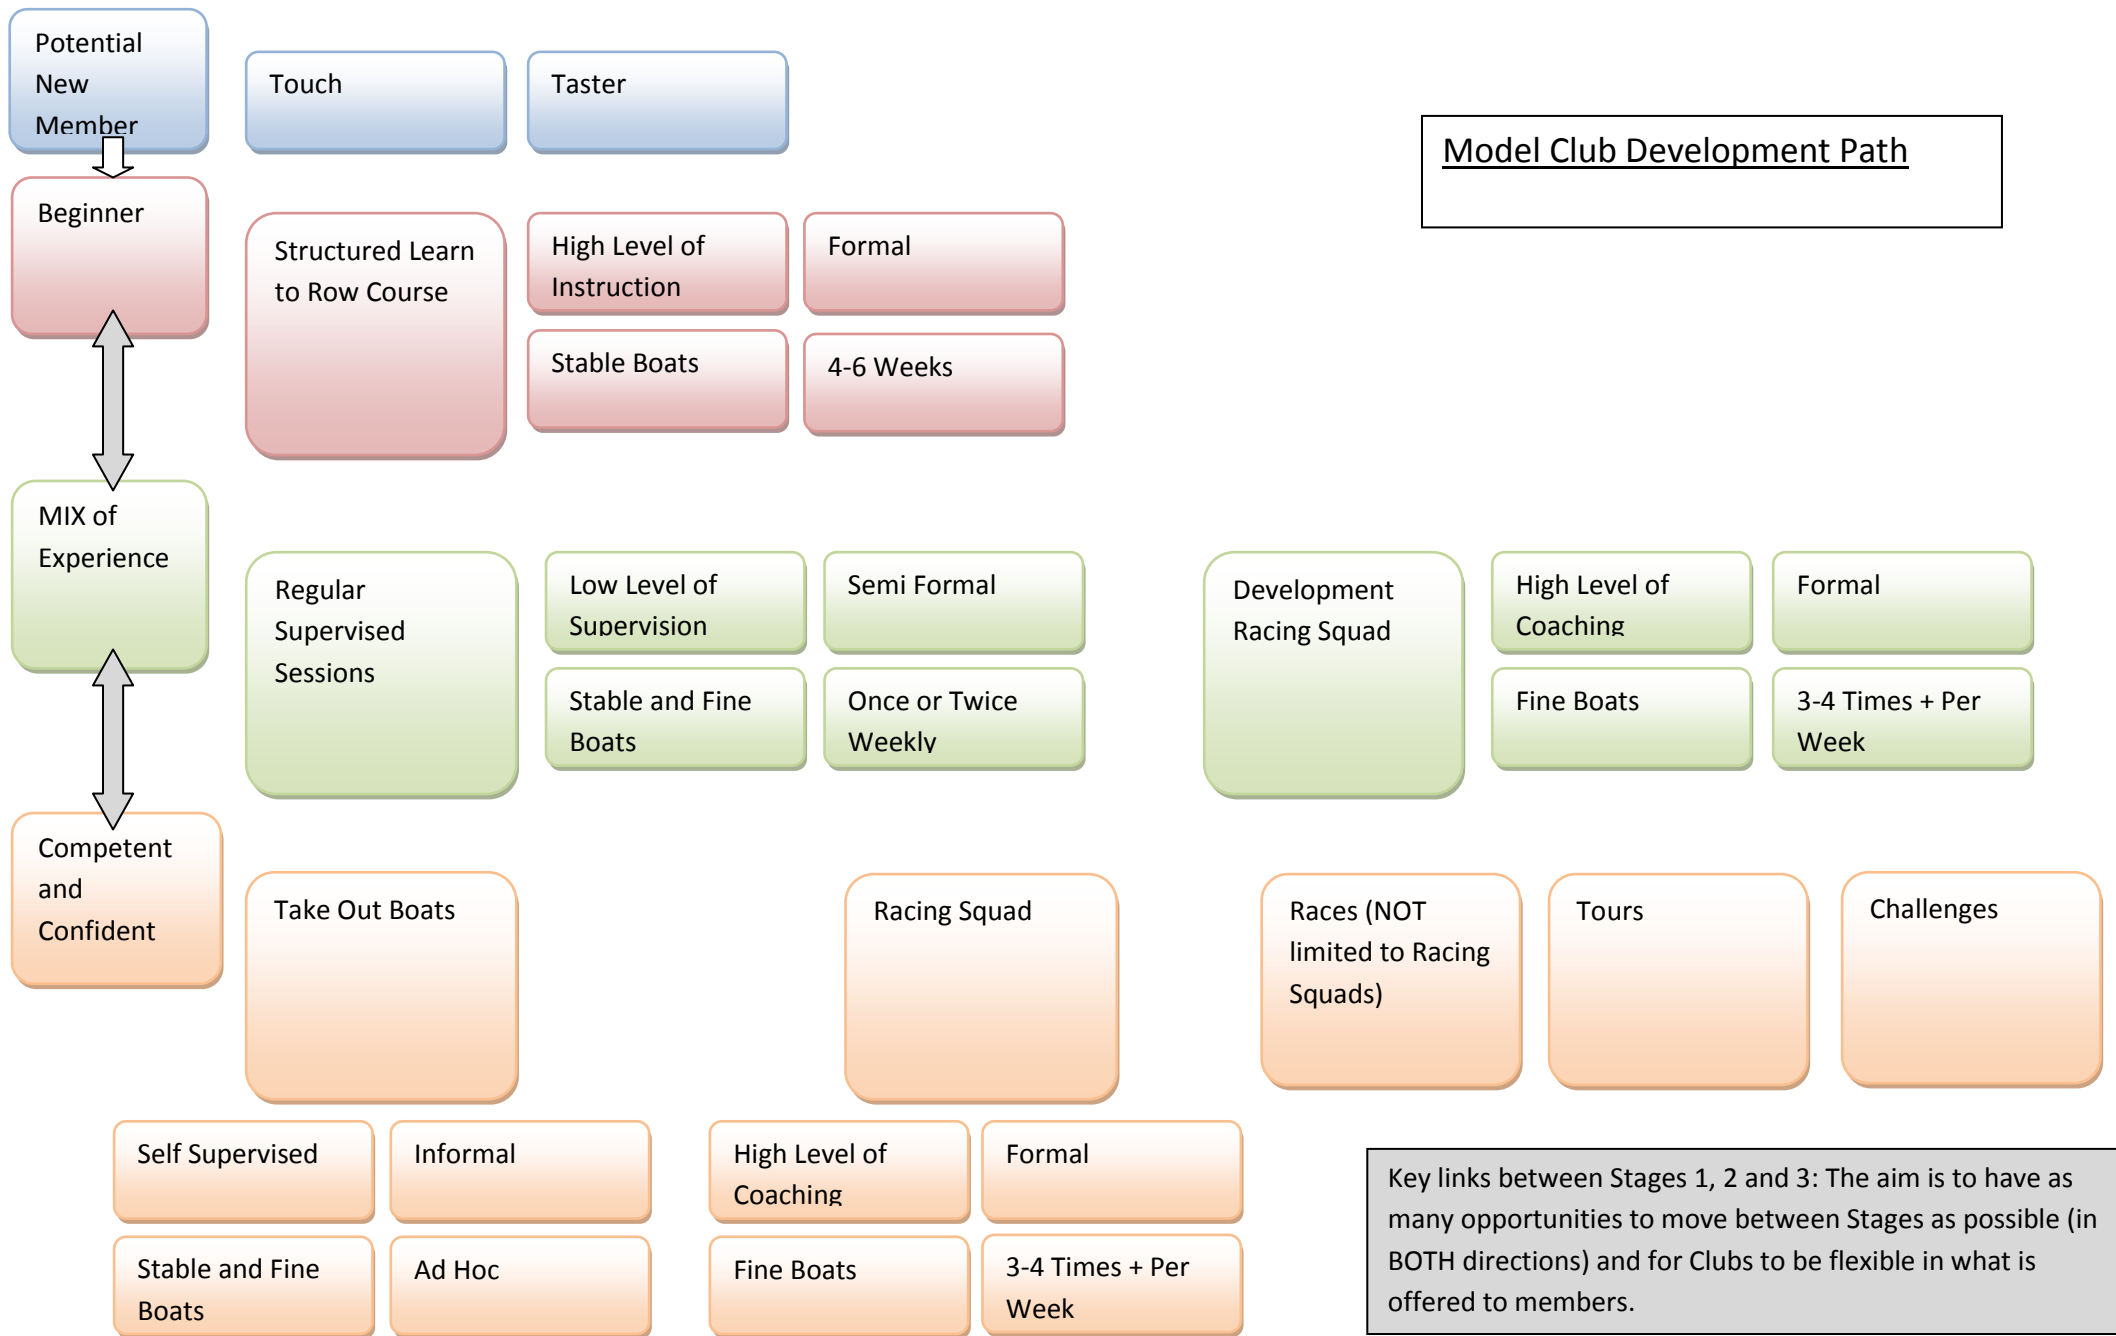 Potential
New
Member
Touch
Taster
Model Club Development Path
Beginner
Structured Learn
to Row Course
High Level of
Instruction
Formal
Stable Boats
4-6 Weeks
MIX of
Experience
Regular
Supervised
Sessions
Low Level of
Supervision
Semi Formal
Stable and Fine
Boats
Once or Twice
Weekly
Development
Racing Squad
High Level of
Coaching
Formal
Fine Boats
3-4 Times + Per
Week
Competent
and
Confident
Take Out Boats
Racing Squad
Races (NOT
limited to Racing
Squads)
Tours
Challenges
Self Supervised
Informal
Stable and Fine
Boats
Ad Hoc
High Level of
Coaching
Formal
Fine Boats
3-4 Times + Per
Week
Key links between Stages 1, 2 and 3: The aim is to have as
many opportunities to move between Stages as possible (in
BOTH directions) and for Clubs to be flexible in what is
offered to members.